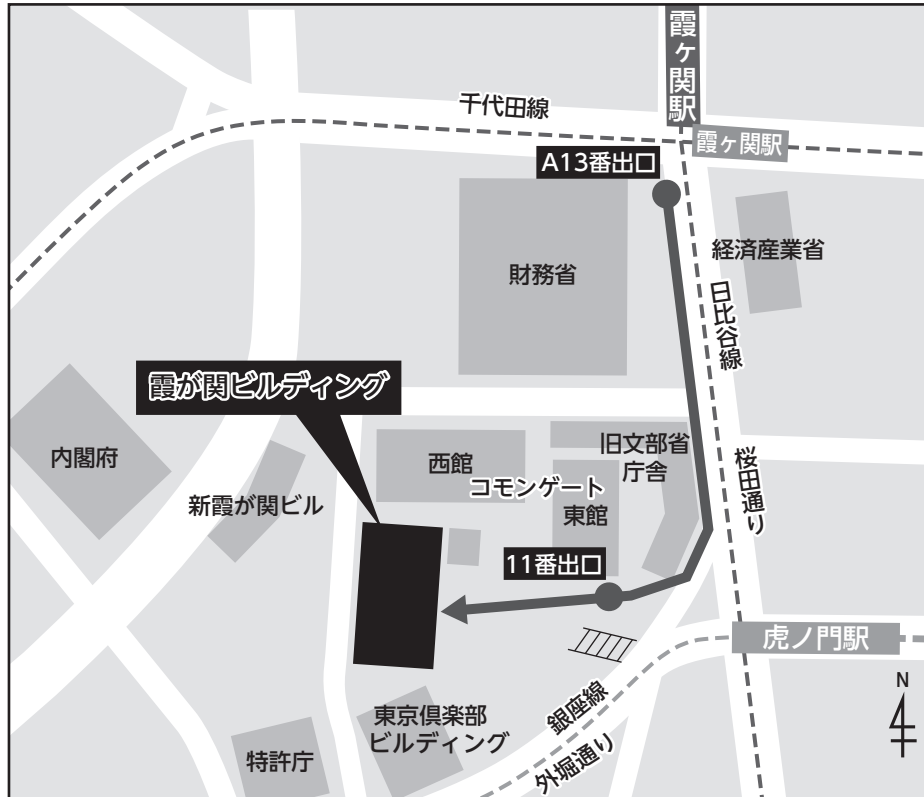 霞ヶ関駅
千代田線
霞ヶ関駅
A13番出口
財務省
経済産業省
日比谷線
霞が関ビルディング
内閣府
新霞が関ビル
西館
コモンゲート
東館
旧文部省
庁舎
桜田通り
11番出口
虎ノ門駅
N
銀座線
外堀通り
東京倶楽部
ビルディング
特許庁